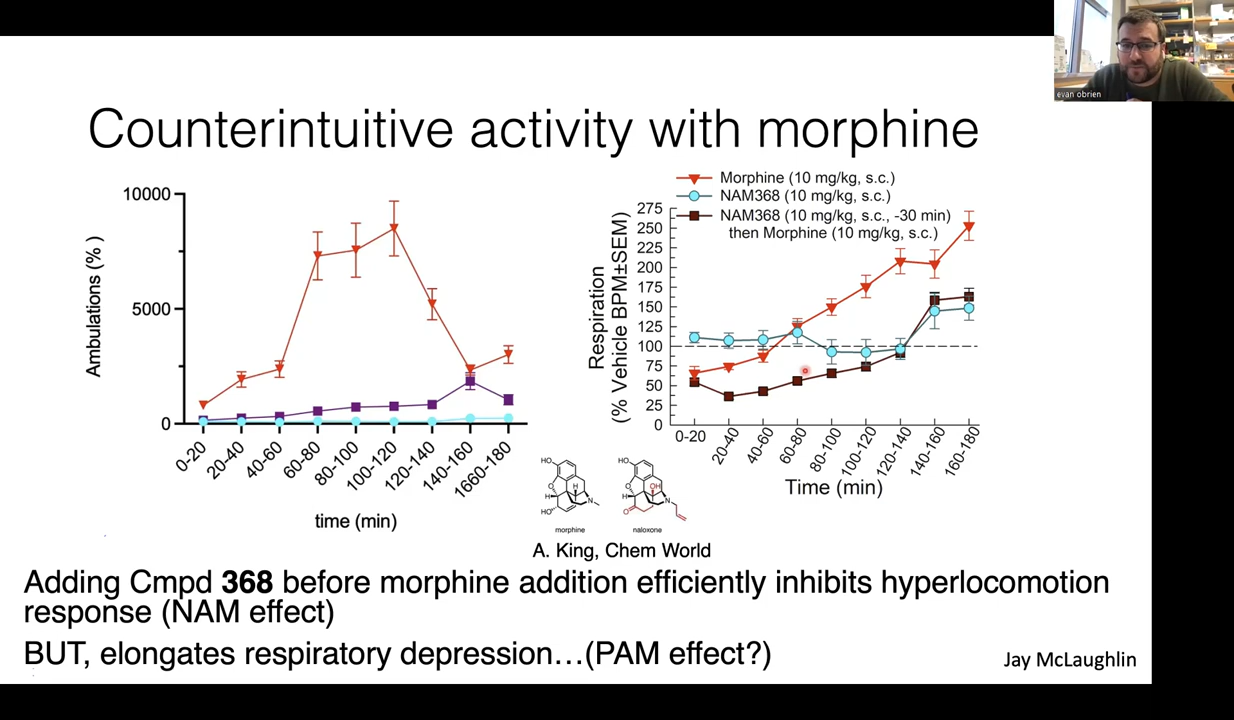 evan obrien
Counterintuitive activity with morphine
Ambulations (%)
10000
5000
0
0-20
20-40
40-60
60-80
80-100
100-120
120-140
140-160
1660-180
time (min)
Morphine (10 mg/kg, s.c.)
NAM368 (10 mg/kg, s.c.)
NAM368 (10 mg/kg, s.c., -30 min)
then Morphine (10 mg/kg, s.c.)
Respiration
(% Vehicle BPM±SEM)
275
250
225
200
175
150
125
100
75
50
25
0
0-20
20-40
40-60
60-80
80-100
100-120
120-140
140-160
160-180
Time (min)
HO
O
H
H
N
HO
morphine
HO
O
OH
H
N
O
naloxone
A. King, Chem World
Adding Cmpd 368 before morphine addition efficiently inhibits hyperlocomotion
response (NAM effect)
BUT, elongates respiratory depression…(PAM effect?)
Jay McLaughlin